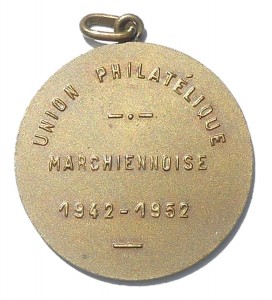 UNION PHILATÉLIQUE
MARCHIENNOISE
1942-1952